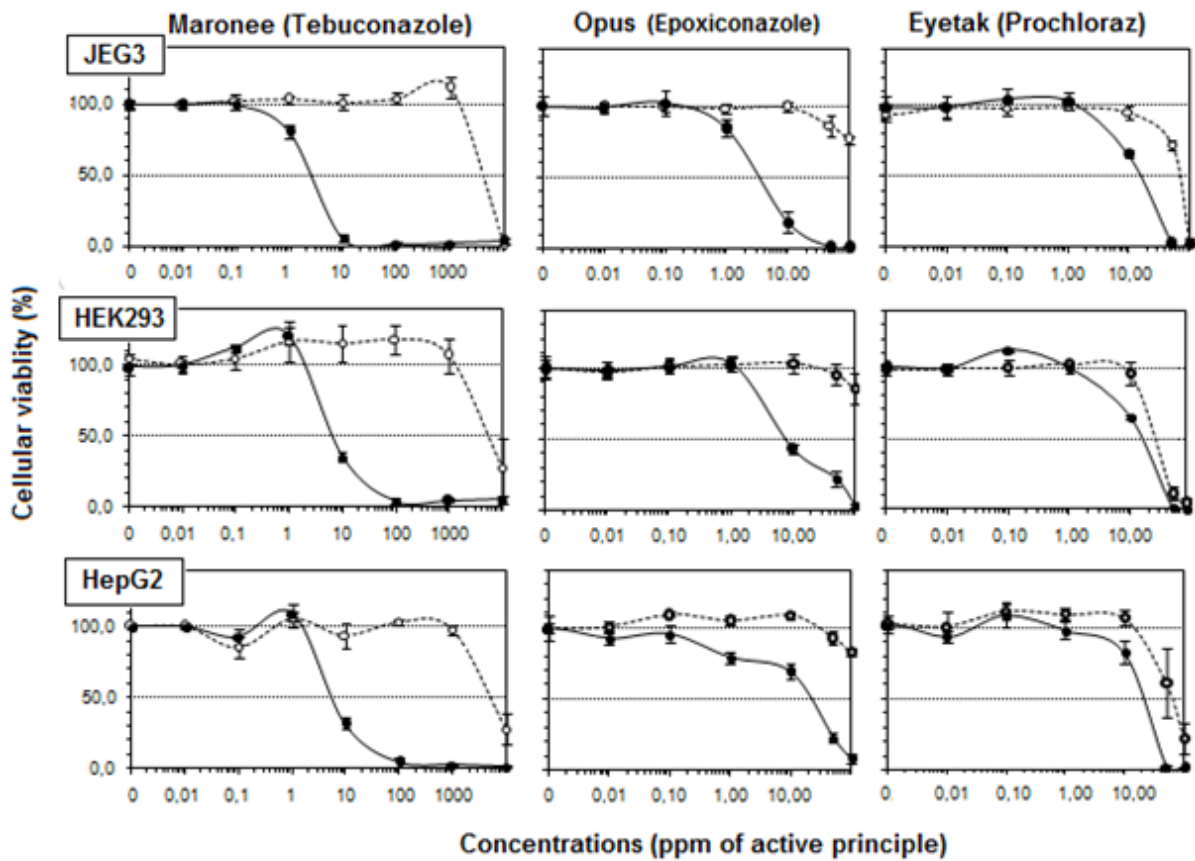 Maronee (Tebuconazole) Opus (Epoxiconazole) Eyetak (Prochloraz)
JEG3
100,0
50,0
0,0
0 0,01 0,1 1 10 100 1000 0 0,01 0,10 1,00 10,00 0 0,01 0,10 1,00 10,00
HEK293
100,0
50,0
0,0
0 0,01 0,1 1 10 100 1000 0 0,01 0,10 1,00 10,00 0 0,01 0,10 1,00 10,00
HepG2
100,0
50,0
0,0
0 0,01 0,1 1 10 100 1000 0 0,01 0,10 1,00 10,00 0 0,01 0,10 1,00 10,00
Cellular viablity (%)
Concentrations (ppm of active principle)